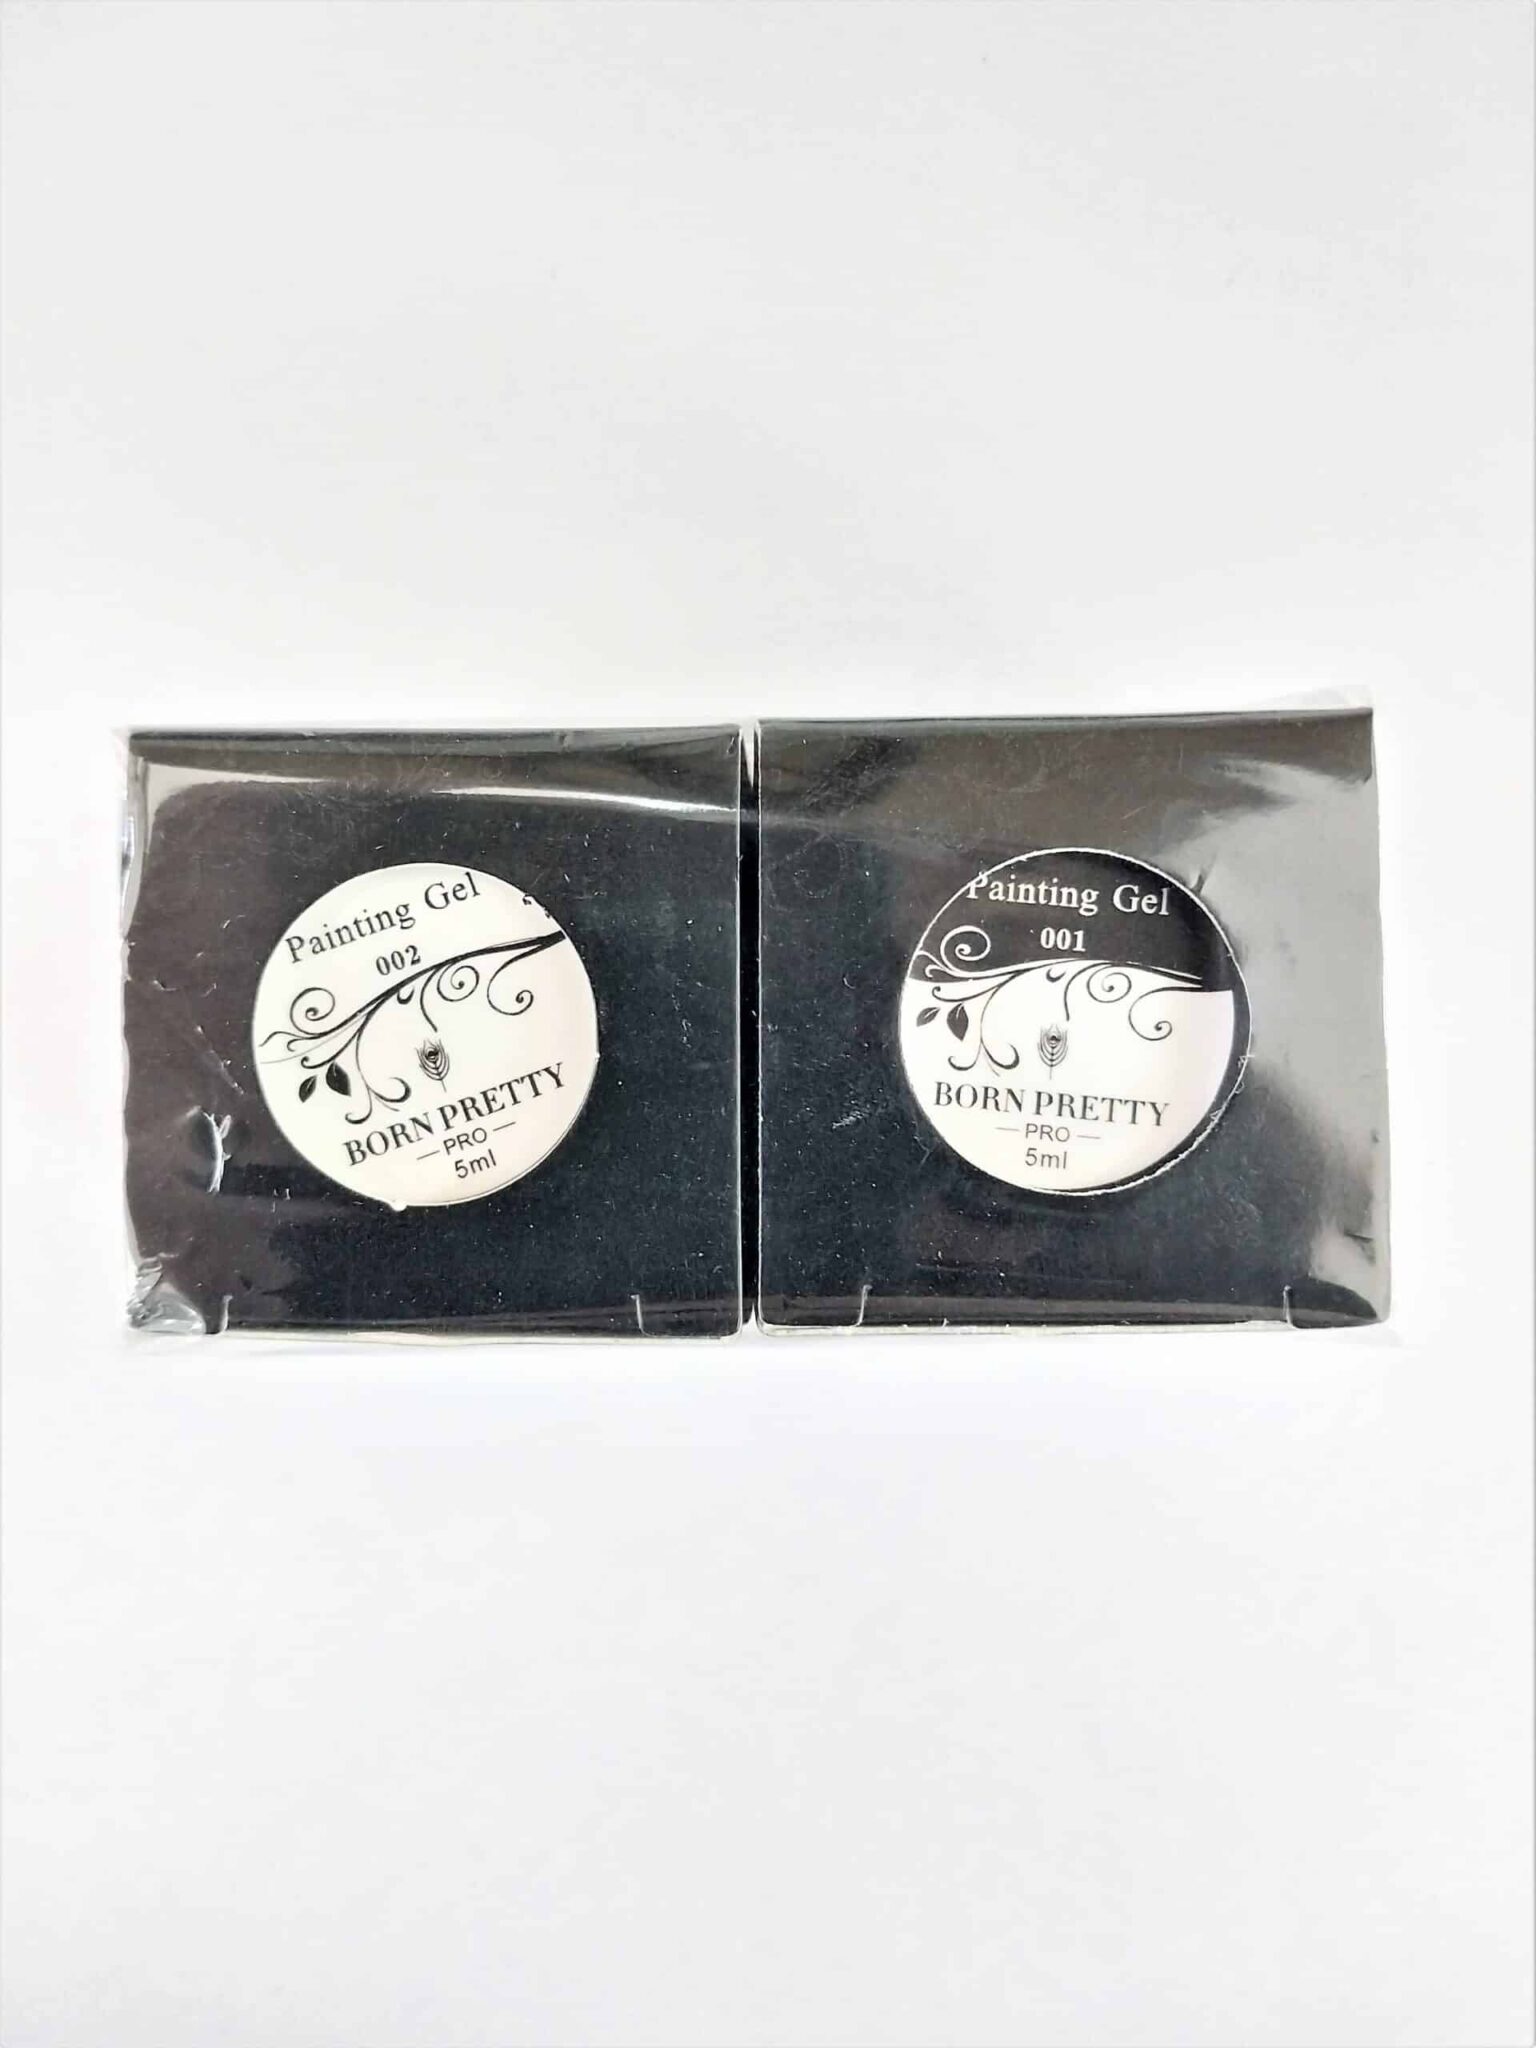 Painting Gel
002
BORN PRETTY
PRO
5ml
Painting Gel
001
BORN PRETTY
PRO
5ml